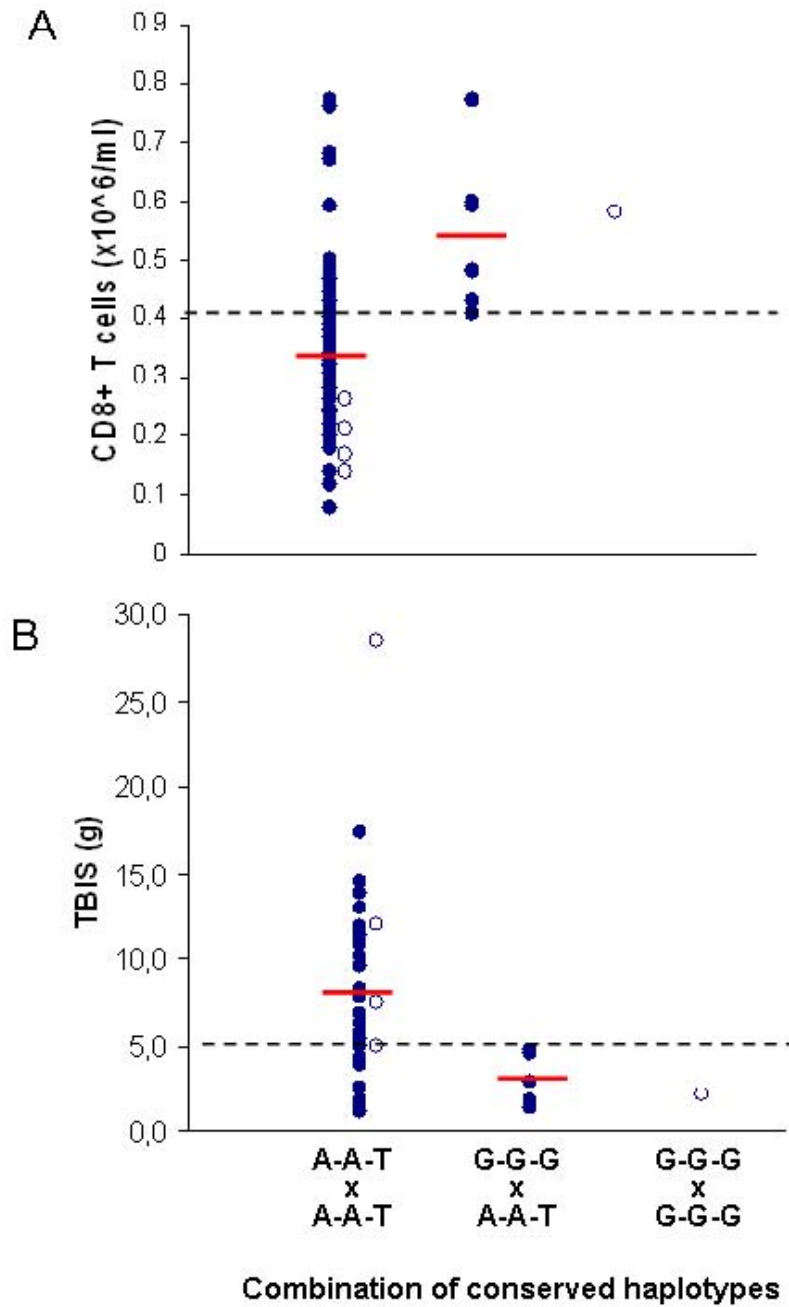 A
CD8+ T cells (x10^6/ml)
0.9
0.8
0.7
0.6
0.5
0.4
0.3
0.2
0.1
0
B
TBIS (g)
30,0
25,0
20,0
15,0
10,0
5,0
0,0
A-A-T G-G-G G-G-G
x x x
A-A-T A-A-T G-G-G
Combination of conserved haplotypes